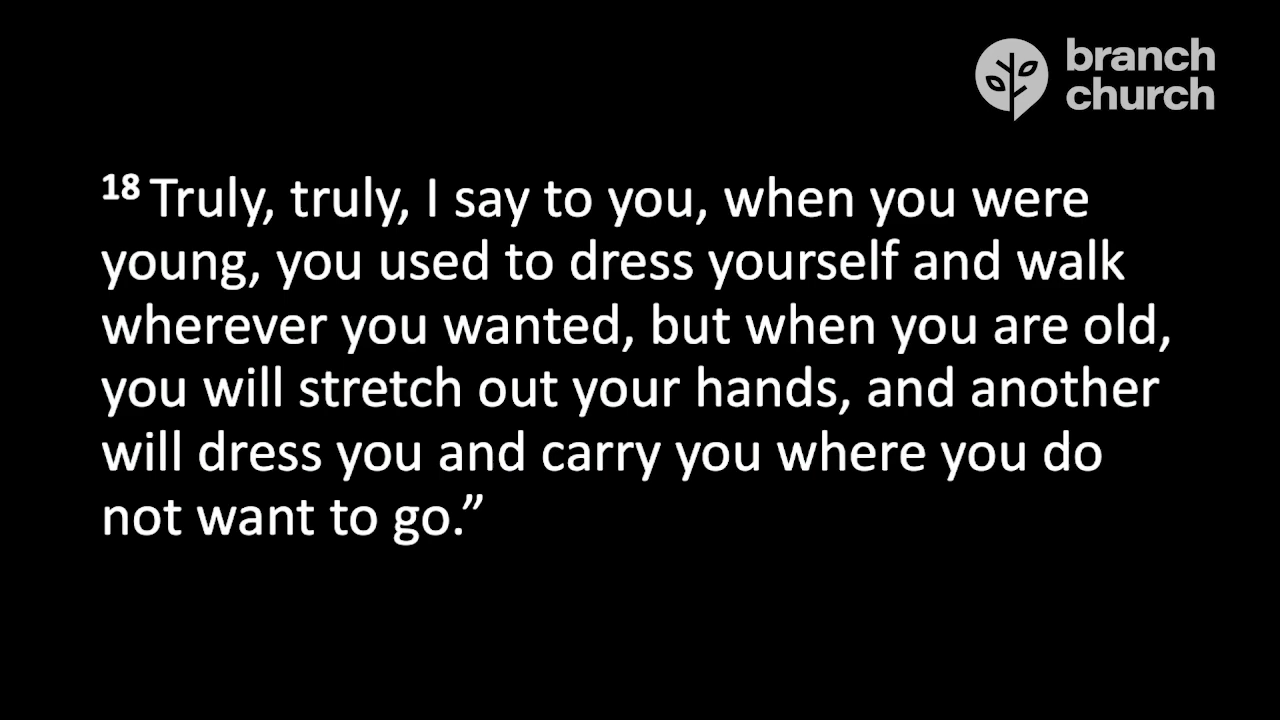 branch
church
18 Truly, truly, I say to you, when you were
young, you used to dress yourself and walk
wherever you wanted, but when you are old,
you will stretch out your hands, and another
will dress you and carry you where you do
not want to go.”